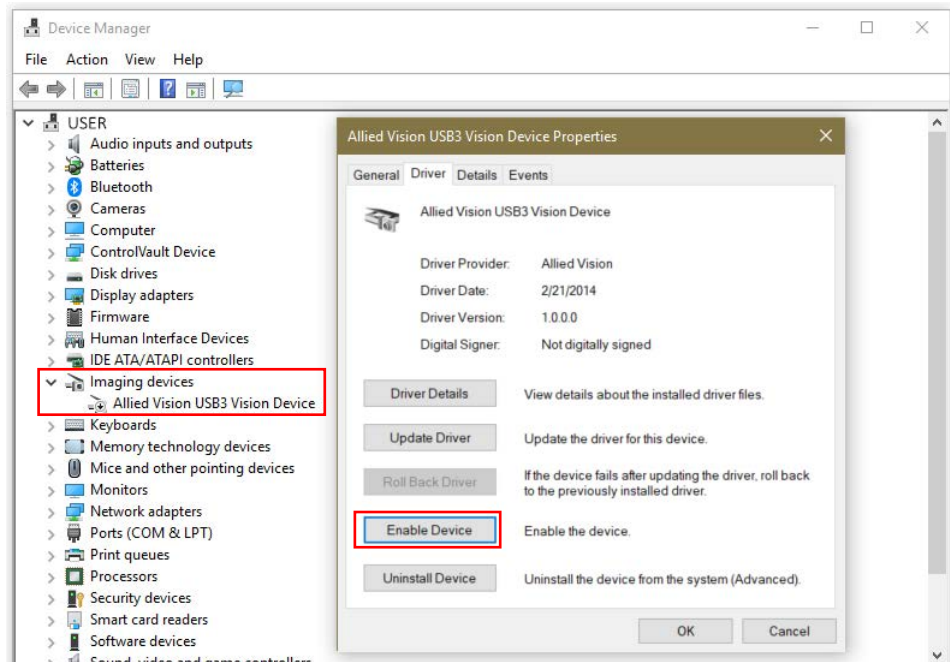 Device Manager
File Action View Help
USER
Audio inputs and outputs
Batteries
Bluetooth
Cameras
Computer
ControlVault Device
Disk drives
Display adapters
Firmware
Human Interface Devices
IDE ATA/ATAPI controllers
Imaging devices
Allied Vision USB3 Vision Device
Keyboards
Memory technology devices
Mice and other pointing devices
Monitors
Network adapters
Ports (COM & LPT)
Print queues
Processors
Security devices
Smart card readers
Software devices
Sound, video and game controllers
Allied Vision USB3 Vision Device Properties
General Driver Details Events
Allied Vision USB3 Vision Device
Driver Provider: Allied Vision
Driver Date: 2/21/2014
Driver Version: 1.0.0.0
Digital Signer: Not digitally signed
Driver Details View details about the installed driver files.
Update Driver Update the driver for this device.
Roll Back Driver If the device fails after updating the driver, roll back
to the previously installed driver.
Enable Device Enable the device.
Uninstall Device Uninstall the device from the system (Advanced).
OK Cancel